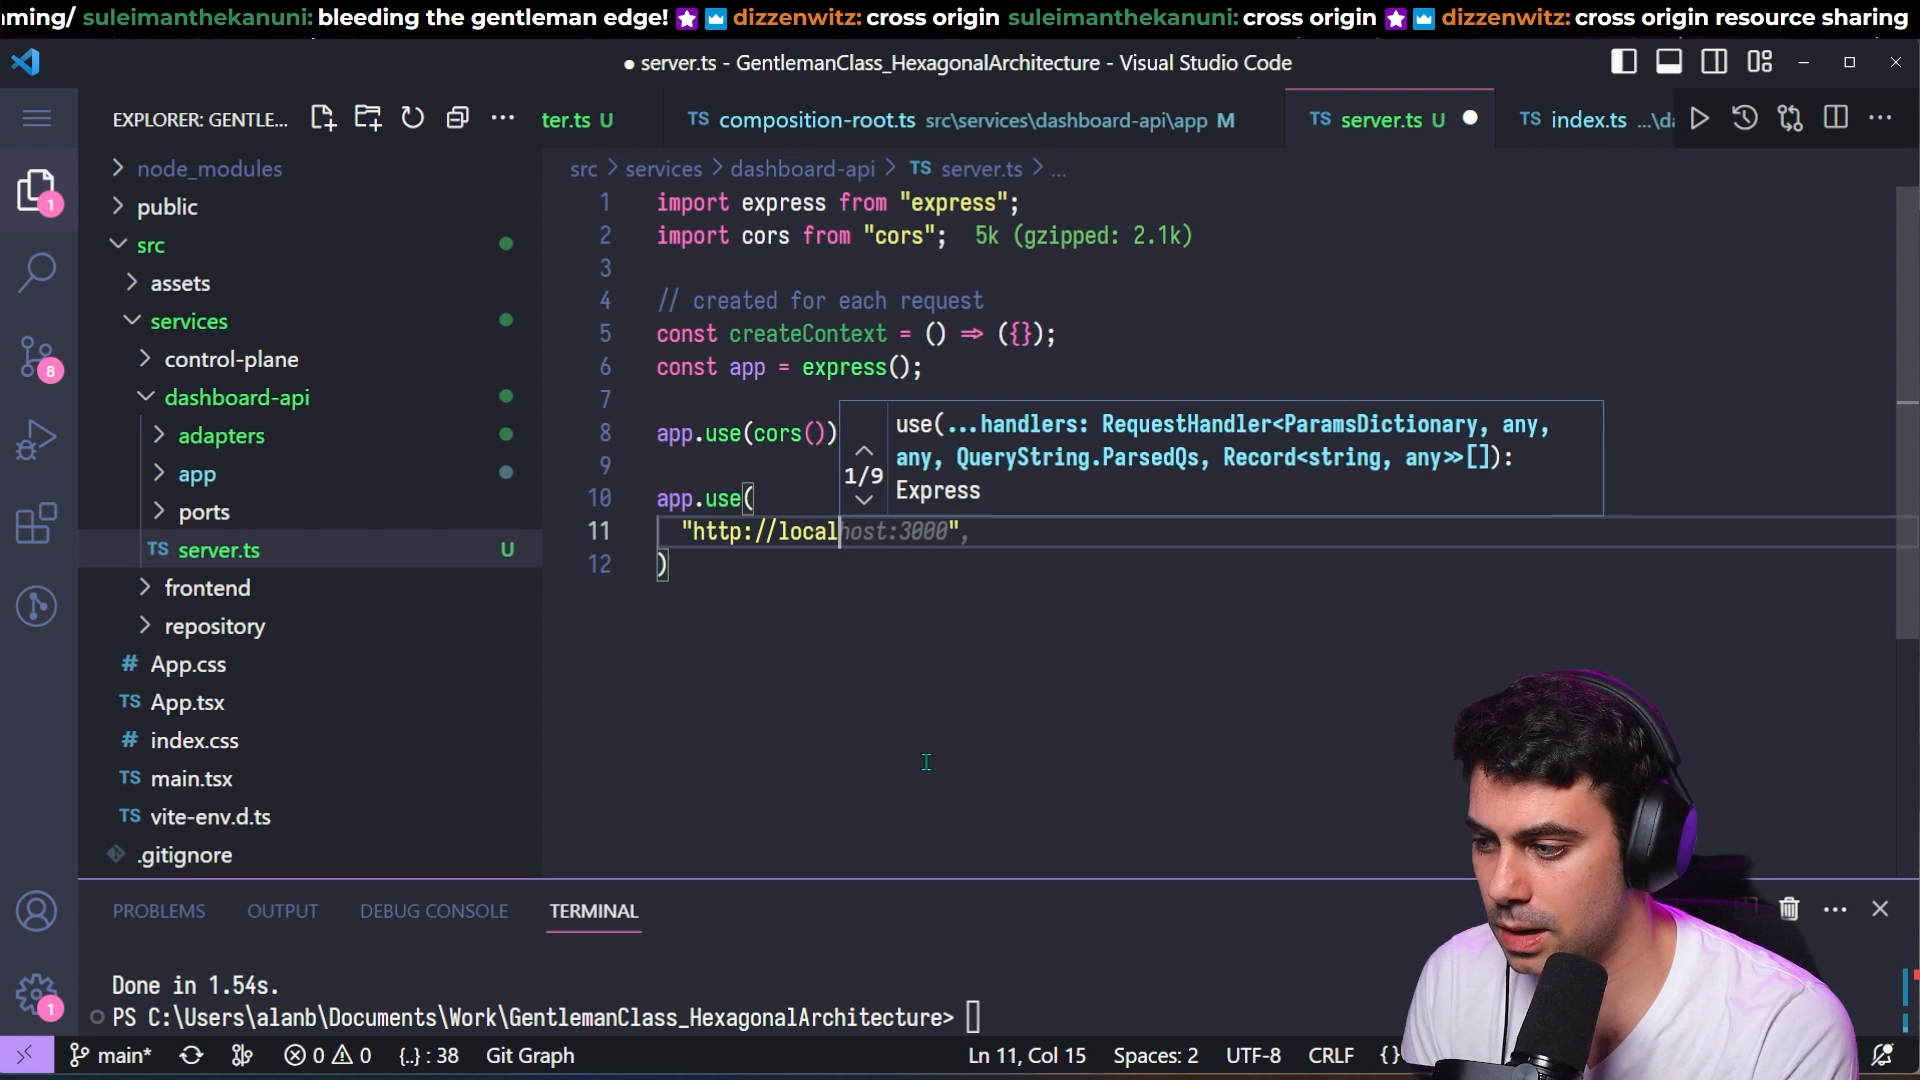 ming/ suleimanthekanuni: bleeding the gentleman edge! dizzenwitz: cross origin suleimanthekanuni: cross origin dizzenwitz: cross origin resource sharing
● server.ts - GentlemanClass_HexagonalArchitecture - Visual Studio Code
EXPLORER: GENTLE...
ter.ts U
TS composition-root.ts src\services\dashboard-api\app M
TS server.ts U
TS index.ts ...\da
src > services > dashboard-api > TS server.ts > ...
node_modules
public
src
assets
services
control-plane
dashboard-api
adapters
app
ports
TS server.ts U
frontend
repository
# App.css
TS App.tsx
# index.css
TS main.tsx
TS vite-env.d.ts
.gitignore
1
8
1
1 import express from "express";
2 import cors from "cors"; 5k (gzipped: 2.1k)
3
4 // created for each request
5 const createContext = () => ({});
6 const app = express();
7
8 app.use(cors())
9
10 app.use(
11 "http://localhost:3000",
12 )
1/9
use(...handlers: RequestHandler<ParamsDictionary, any,
any, QueryString.ParsedQs, Record<string, any>>[]):
Express
PROBLEMS OUTPUT DEBUG CONSOLE TERMINAL
Done in 1.54s.
PS C:\Users\alanb\Documents\Work\GentlemanClass_HexagonalArchitecture>
main* 0 0 {..} : 38 Git Graph
Ln 11, Col 15 Spaces: 2 UTF-8 CRLF {}